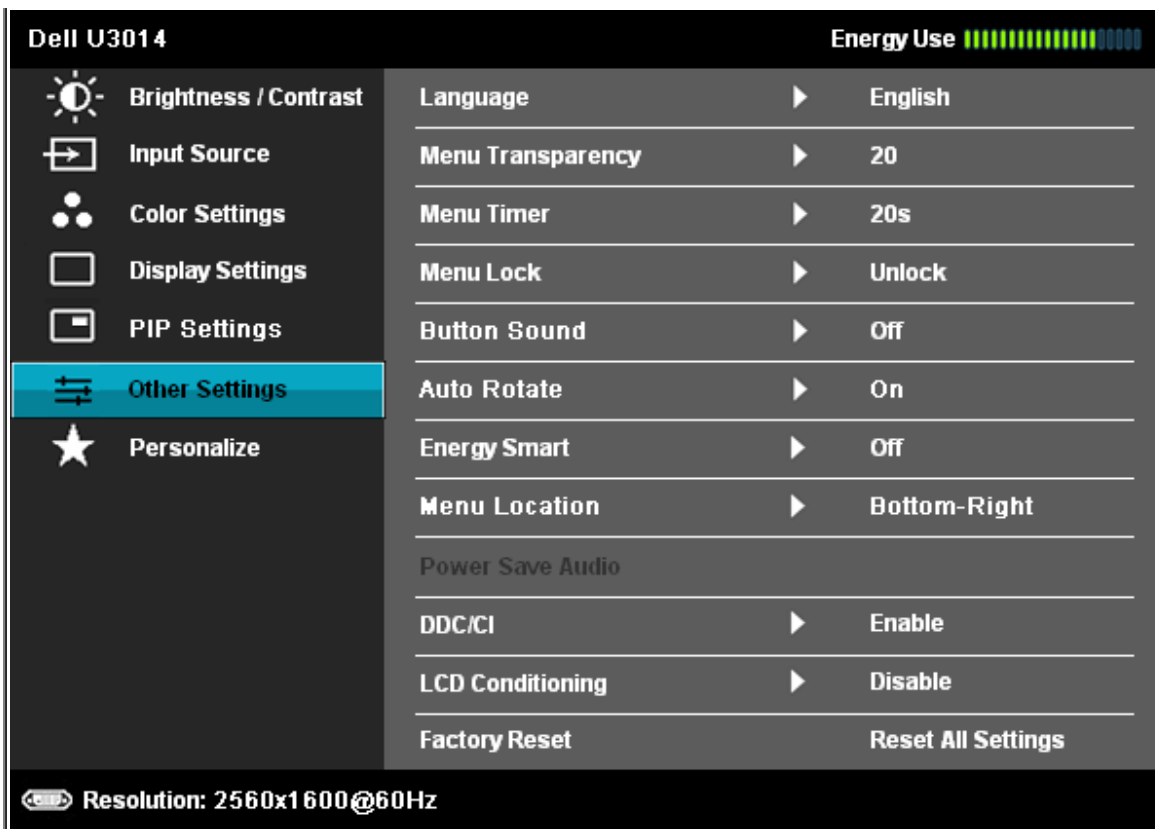 Dell U3014 Energy Use
Brightness / Contrast
Input Source
Color Settings
Display Settings
PIP Settings
Other Settings
Personalize
Language English
Menu Transparency 20
Menu Timer 20s
Menu Lock Unlock
Button Sound Off
Auto Rotate On
Energy Smart Off
Menu Location Bottom-Right
Power Save Audio
DDC/CI Enable
LCD Conditioning Disable
Factory Reset Reset All Settings
Resolution: 2560x1600@60Hz